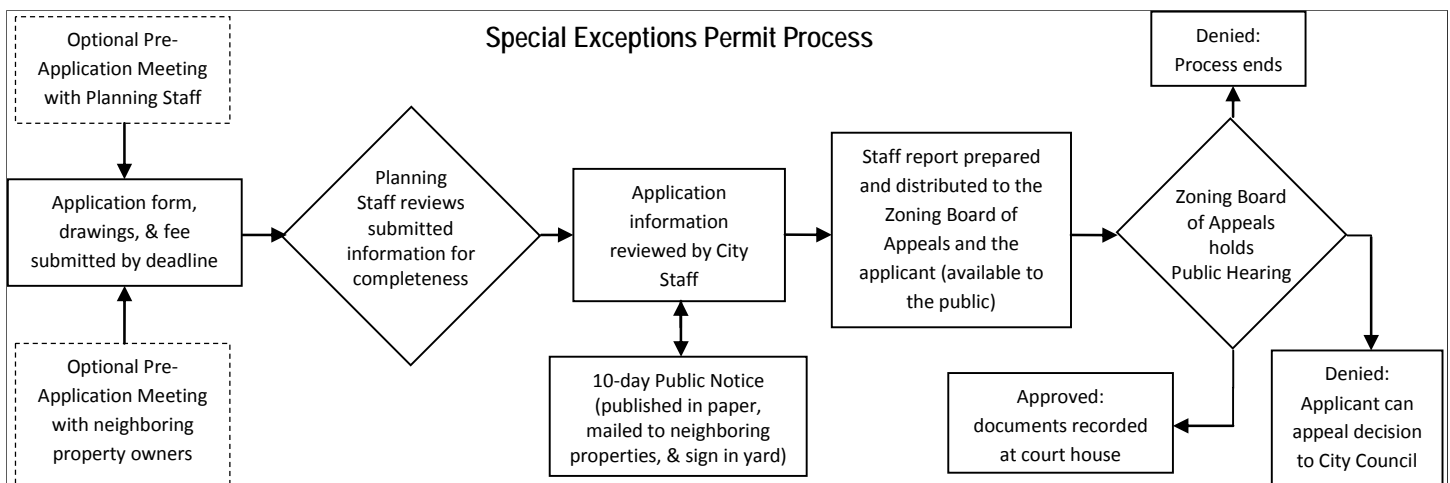 Special Exceptions Permit Process
Optional Pre-
Application Meeting
with Planning Staff
Application form,
drawings, & fee
submitted by deadline
Optional Pre-
Application Meeting
with neighboring
property owners
Planning
Staff reviews
submitted
information for
completeness
Application
information
reviewed by City
Staff
10-day Public Notice
(published in paper,
mailed to neighboring
properties, & sign in yard)
Staff report prepared
and distributed to the
Zoning Board of
Appeals and the
applicant (available to
the public)
Zoning Board
of Appeals
holds
Public Hearing
Denied:
Process ends
Approved:
documents recorded
at court house
Denied:
Applicant can
appeal decision
to City Council